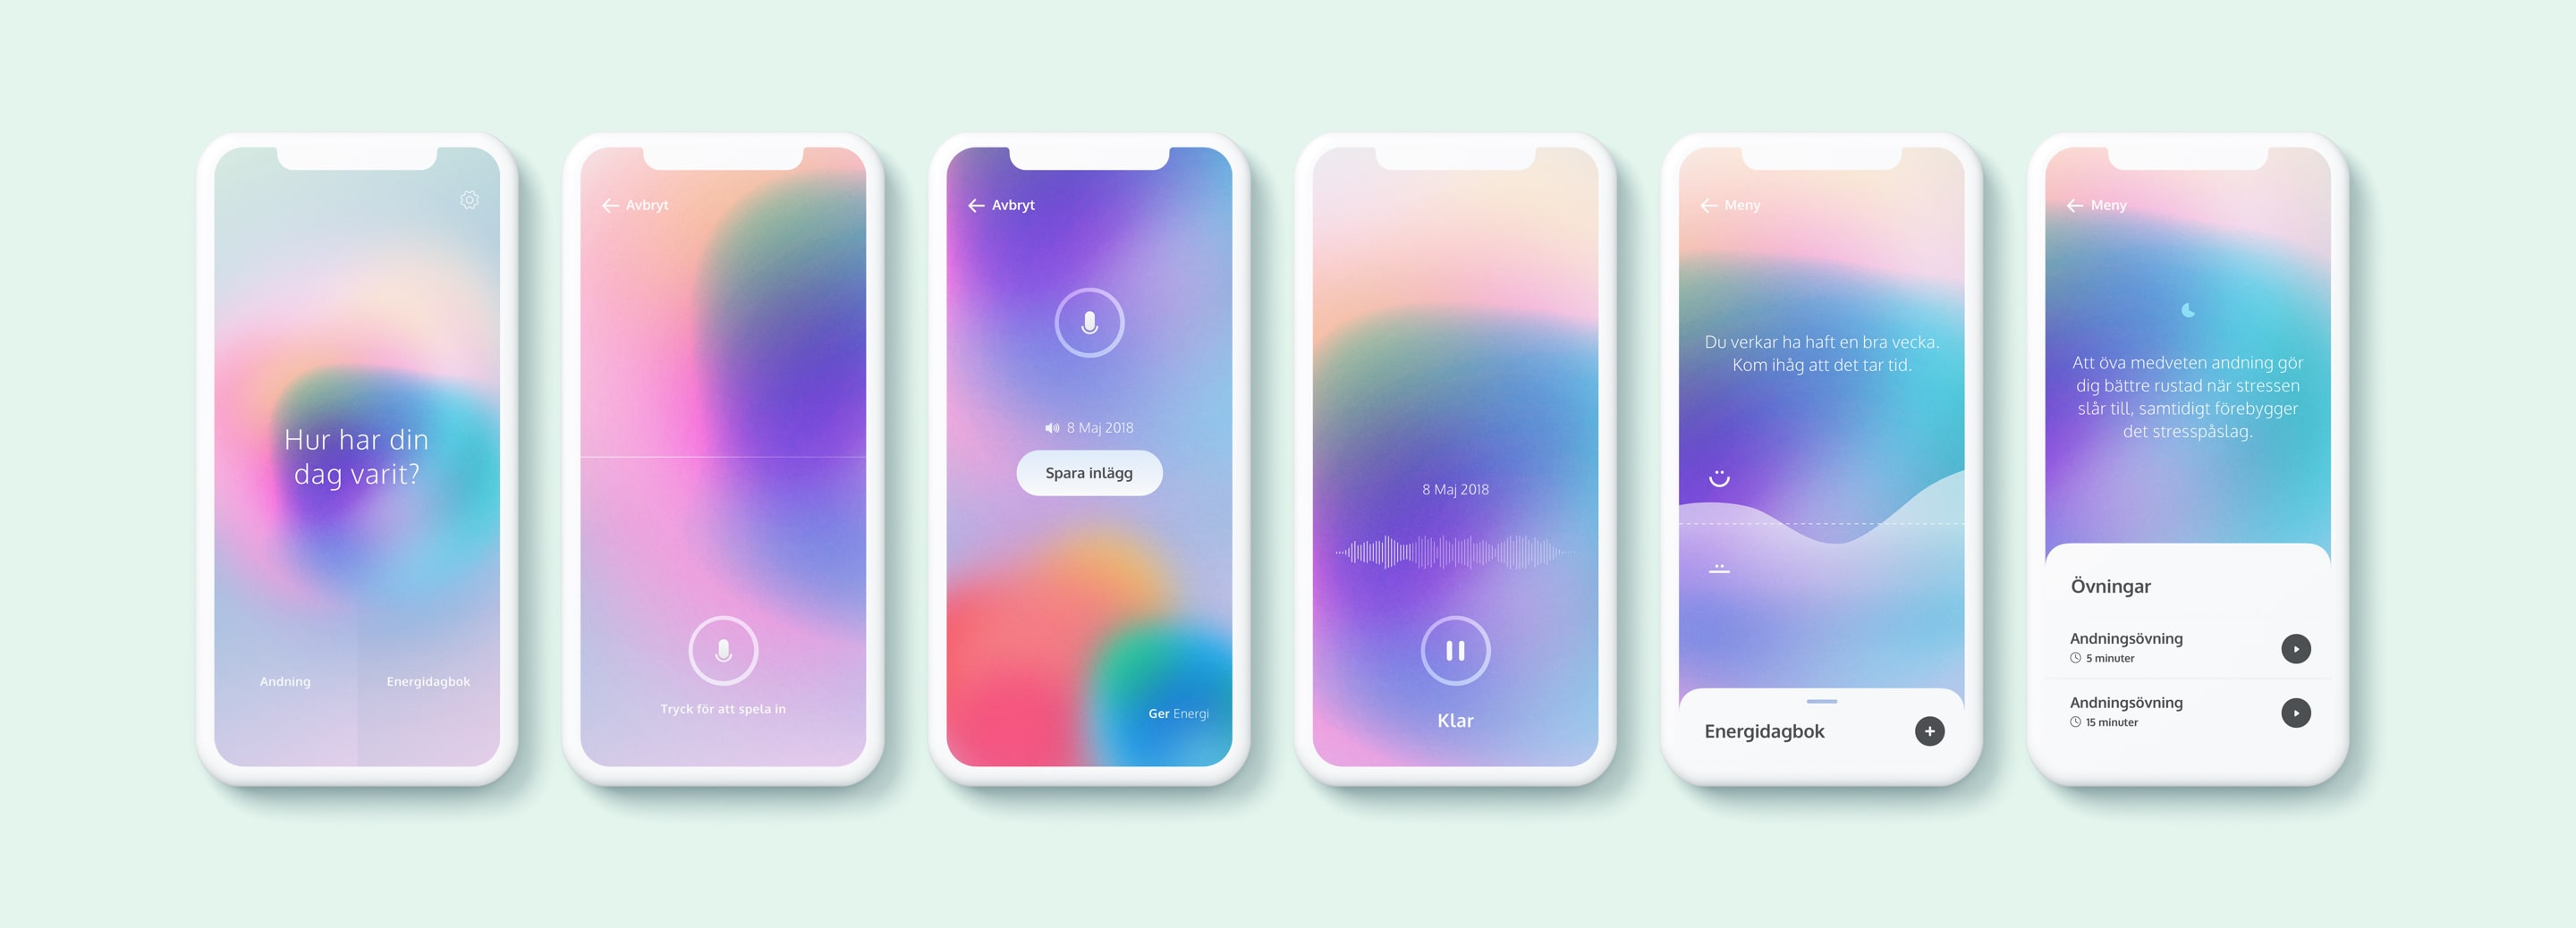 Hur har din
dag varit?
Andning
Energidagbok
Avbryt
Tryck för att spela in
Avbryt
8 Maj 2018
Spara inlägg
Ger Energi
8 Maj 2018
Klar
Meny
Du verkar ha haft en bra vecka.
Kom ihåg att det tar tid.
Energidagbok
Meny
Att öva medveten andning gör
dig bättre rustad när stressen
slår till, samtidigt förebygger
det stresspåslag.
Övningar
Andningsövning
5 minuter
Andningsövning
15 minuter